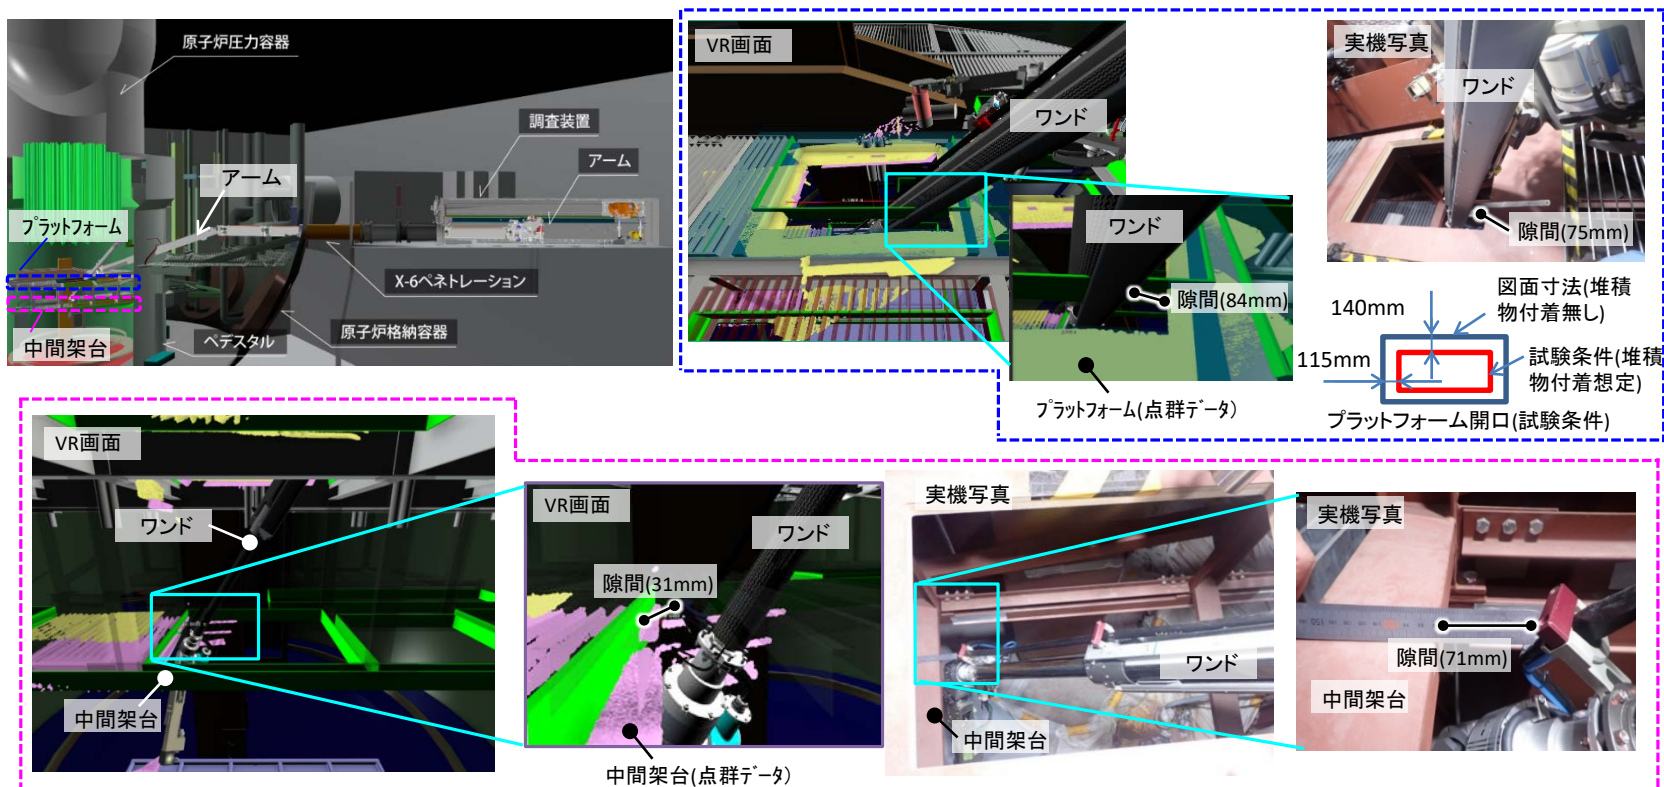 原子炉圧力容器
調査装置
アーム
アーム
プラットフォーム
X-6ペネトレーション
原子炉格納容器
ペデスタル
中間架台
VR画面
ワンド
ワンド
隙間(84mm)
プラットフォーム(点群データ)
実機写真
ワンド
隙間(75mm)
140mm
図面寸法(堆積
物付着無し)
115mm
試験条件(堆積
物付着想定)
プラットフォーム開口(試験条件)
VR画面
ワンド
中間架台
VR画面
ワンド
隙間(31mm)
中間架台(点群データ)
実機写真
ワンド
中間架台
実機写真
隙間(71mm)
中間架台